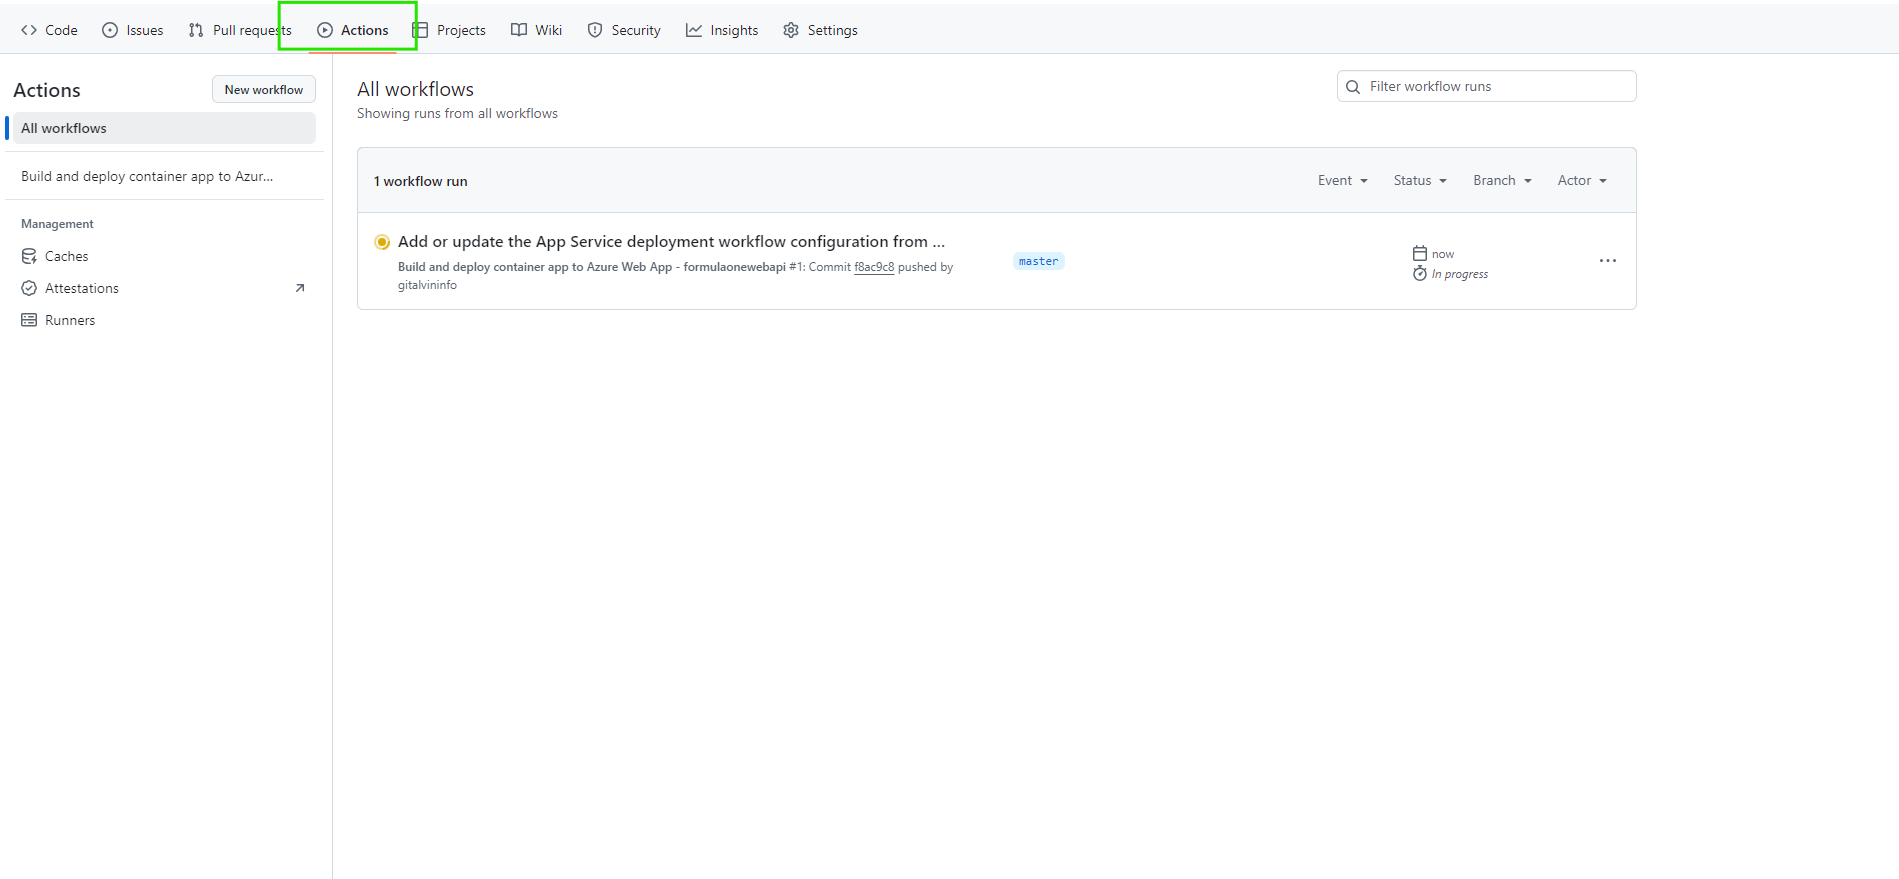 Code Issues Pull requests Actions Projects Wiki Security Insights Settings
Actions
New workflow
All workflows
Build and deploy container app to Azur...
Management
Caches
Attestations
Runners
All workflows
Showing runs from all workflows
Filter workflow runs
1 workflow run
Event Status Branch Actor
Add or update the App Service deployment workflow configuration from ...
Build and deploy container app to Azure Web App - formulaonewebapi #1: Commit f8ac9c8 pushed by
gitalvininfo
master
now
In progress